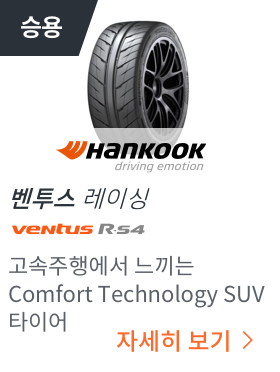 승용
HANKOOK
driving emotion
벤투스 레이싱
ventus R-S4
고속주행에서 느끼는
Comfort Technology SUV
타이어
자세히 보기 >